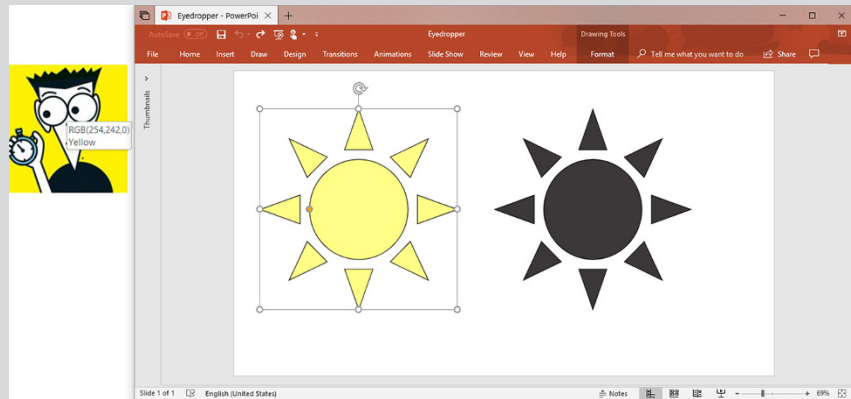 Eyedropper - PowerPoi
AutoSave Off
Eyedropper
Drawing Tools
File Home Insert Draw Design Transitions Animations Slide Show Review View Help Format Tell me what you want to do Share
Thumbnails
RGB(254,242,0)
Yellow
Slide 1 of 1 English (United States) Notes 69%